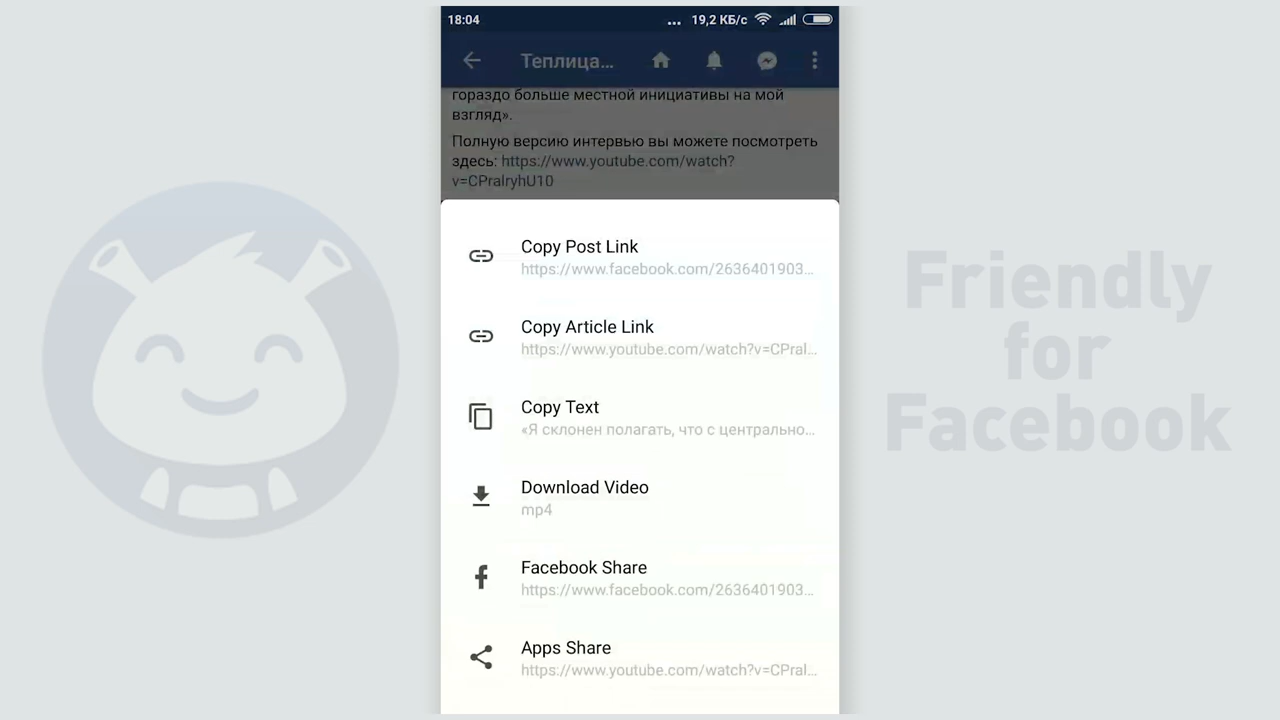 18:04
... 19,2 КБ/с
Теплица...
гораздо больше местной инициативы на мой
взгляд».
Полную версию интервью вы можете посмотреть
здесь: https://www.youtube.com/watch?
v=CPralryhU10
Copy Post Link
https://www.facebook.com/2636401903...
Copy Article Link
https://www.youtube.com/watch?v=CPral...
Copy Text
«Я склонен полагать, что с центрально...
Download Video
mp4
Facebook Share
https://www.facebook.com/2636401903...
Apps Share
https://www.youtube.com/watch?v=CPral...
Friendly
for
Facebook